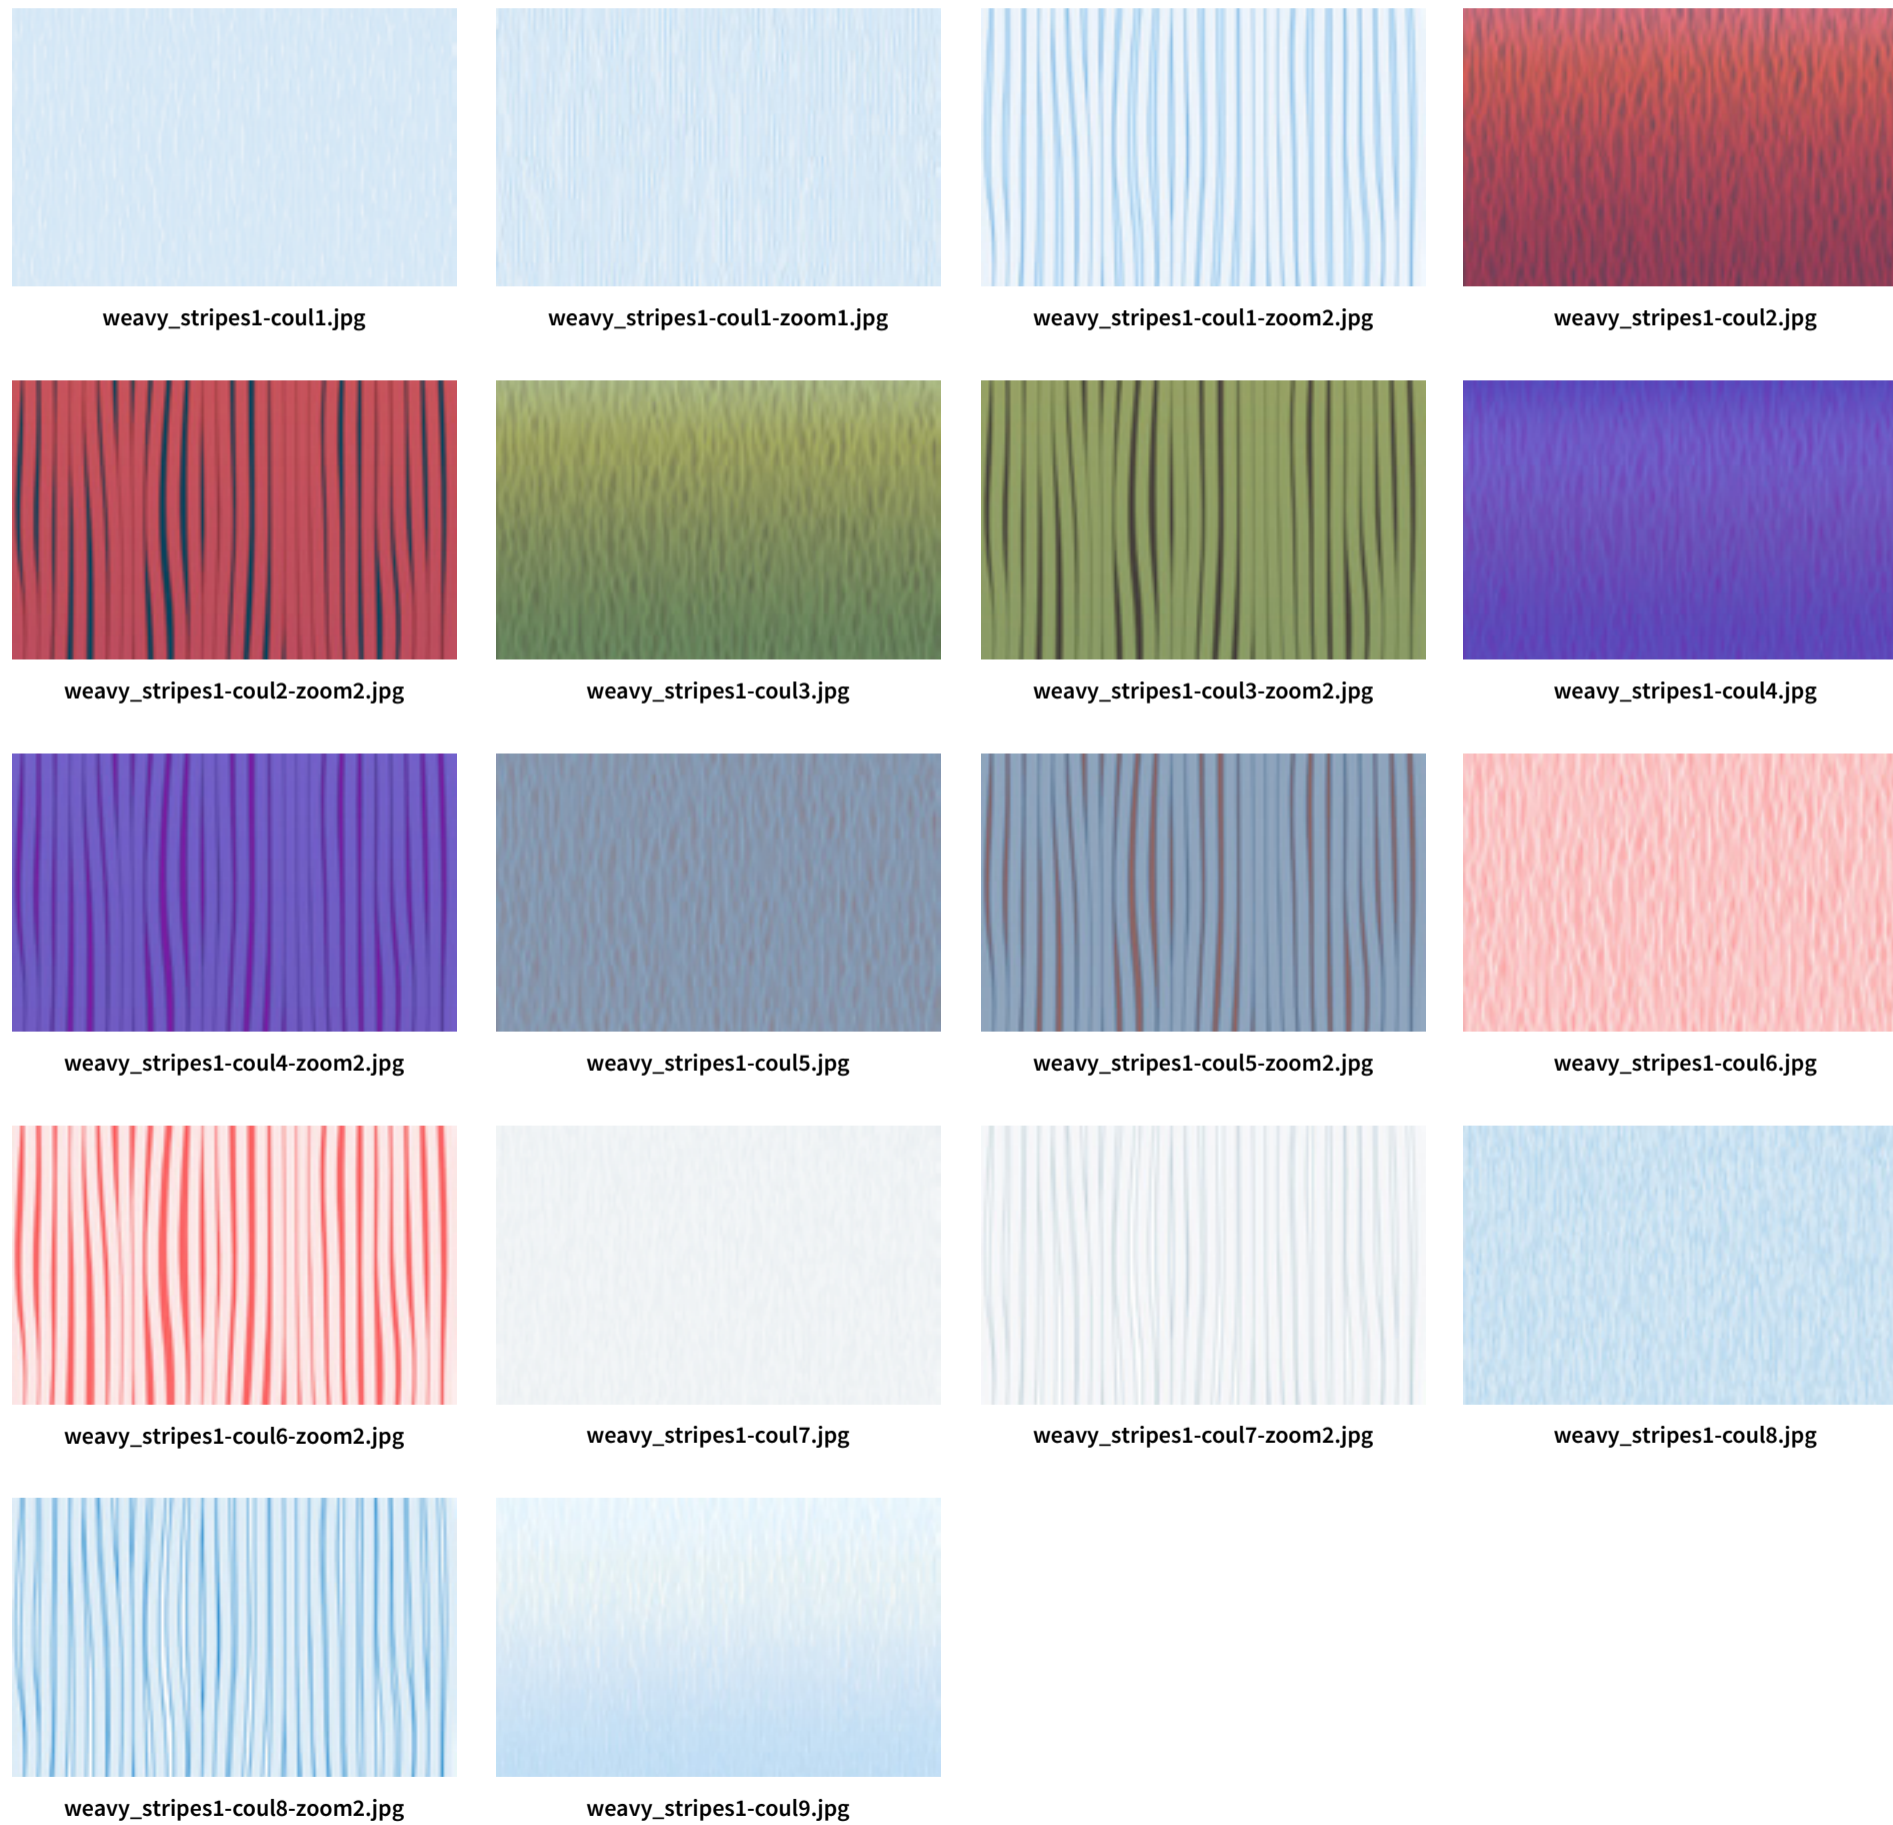 weavy_stripes1-coul1.jpg
weavy_stripes1-coul1-zoom1.jpg
weavy_stripes1-coul1-zoom2.jpg
weavy_stripes1-coul2.jpg
weavy_stripes1-coul2-zoom2.jpg
weavy_stripes1-coul3.jpg
weavy_stripes1-coul3-zoom2.jpg
weavy_stripes1-coul4.jpg
weavy_stripes1-coul4-zoom2.jpg
weavy_stripes1-coul5.jpg
weavy_stripes1-coul5-zoom2.jpg
weavy_stripes1-coul6.jpg
weavy_stripes1-coul6-zoom2.jpg
weavy_stripes1-coul7.jpg
weavy_stripes1-coul7-zoom2.jpg
weavy_stripes1-coul8.jpg
weavy_stripes1-coul8-zoom2.jpg
weavy_stripes1-coul9.jpg